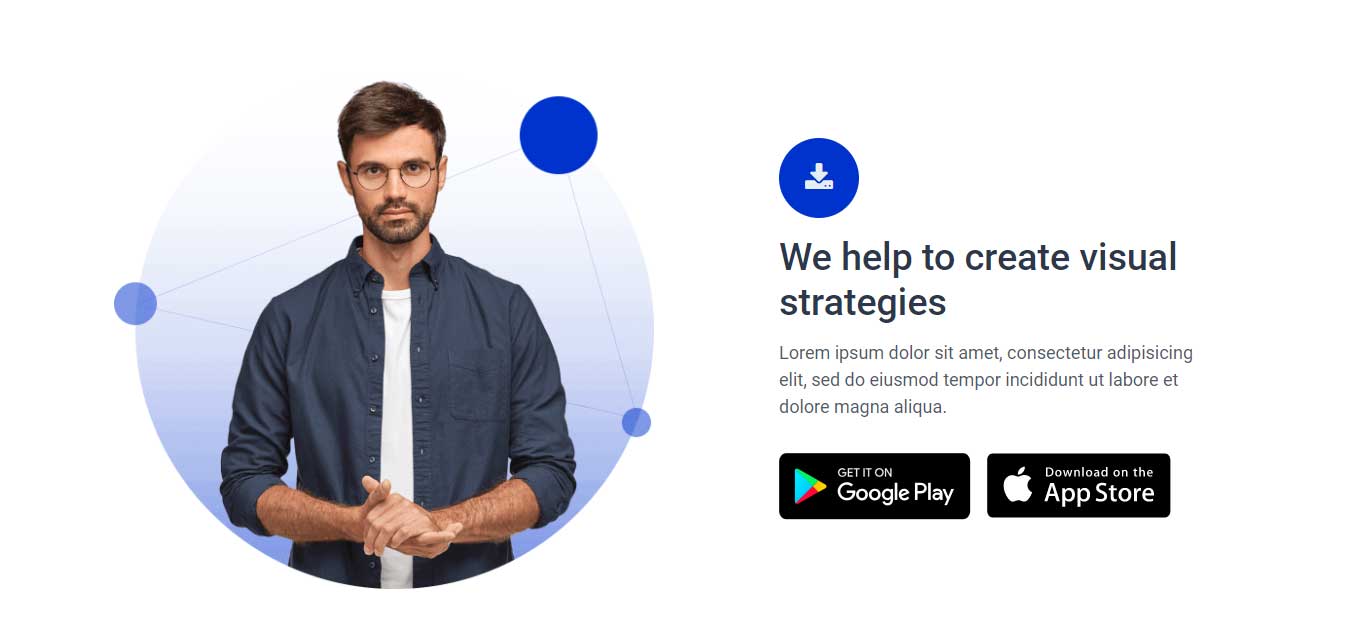 We help to create visual
strategies
Lorem ipsum dolor sit amet, consectetur adipisicing
elit, sed do eiusmod tempor incididunt ut labore et
dolore magna aliqua.
GET IT ON
Google Play
Download on the
App Store